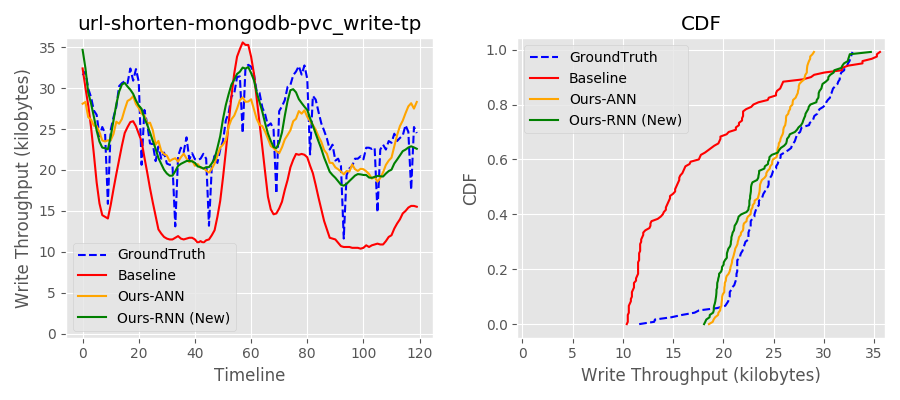 url-shorten-mongodb-pvc_write-tp
Write Throughput (kilobytes)
35
30
25
20
15
10
5
0
GroundTruth
Baseline
Ours-ANN
Ours-RNN (New)
0 20 40 60 80 100 120
Timeline
CDF
CDF
1.0
0.8
0.6
0.4
0.2
0.0
GroundTruth
Baseline
Ours-ANN
Ours-RNN (New)
0 5 10 15 20 25 30 35
Write Throughput (kilobytes)